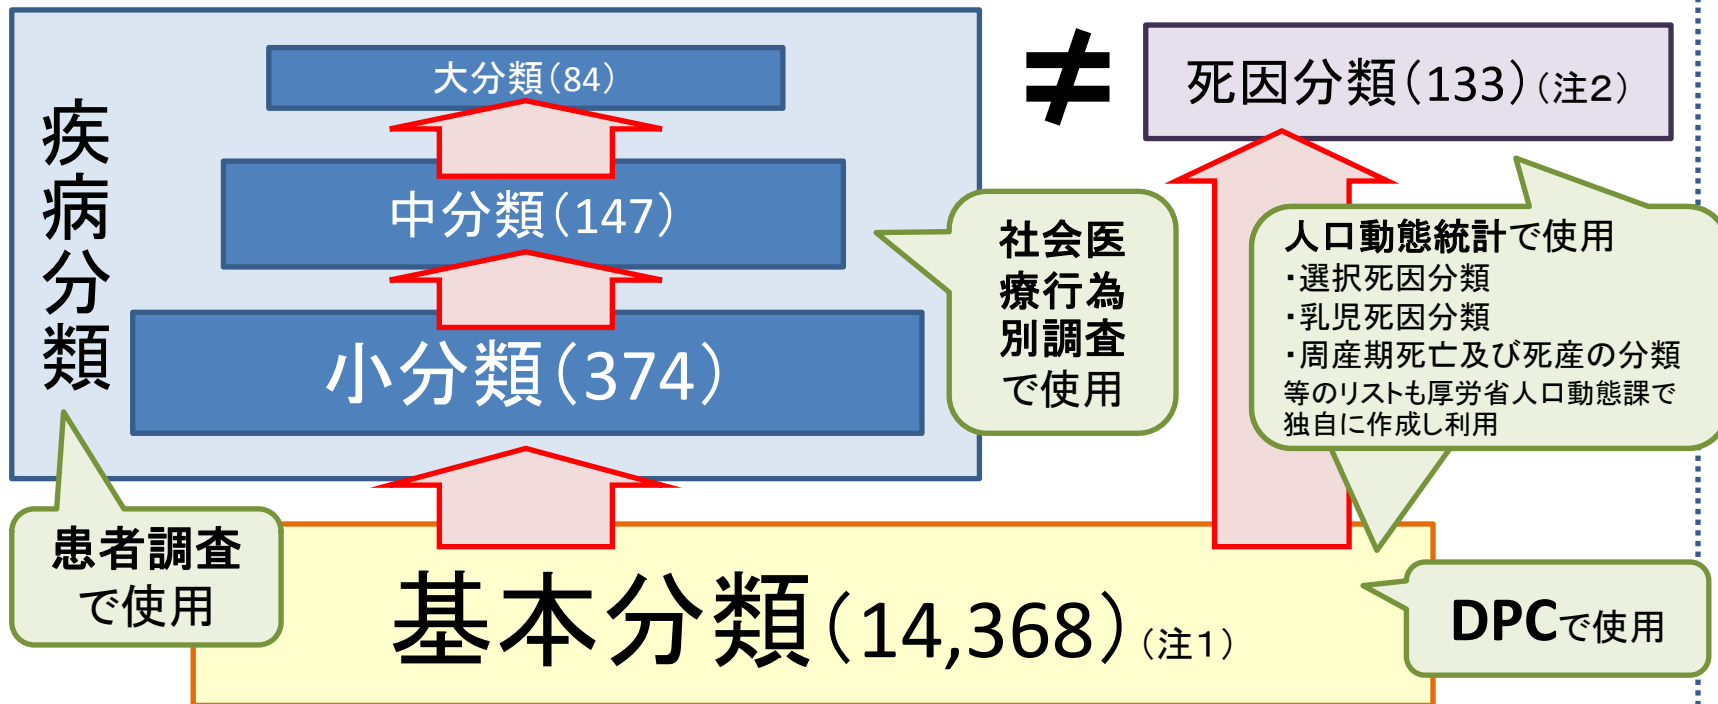 疾病分類
大分類(84)
中分類(147)
小分類(374)
≠
死因分類(133)(注2)
社会医
療行為
別調査
で使用
人口動態統計で使用
・選択死因分類
・乳児死因分類
・周産期死亡及び死産の分類
等のリストも厚労省人口動態課で
独自に作成し利用
患者調査
で使用
基本分類(14,368)(注1)
DPCで使用